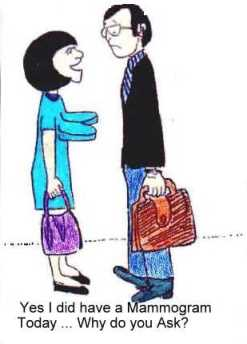 Yes I did have a Mammogram
Today ... Why do you Ask?